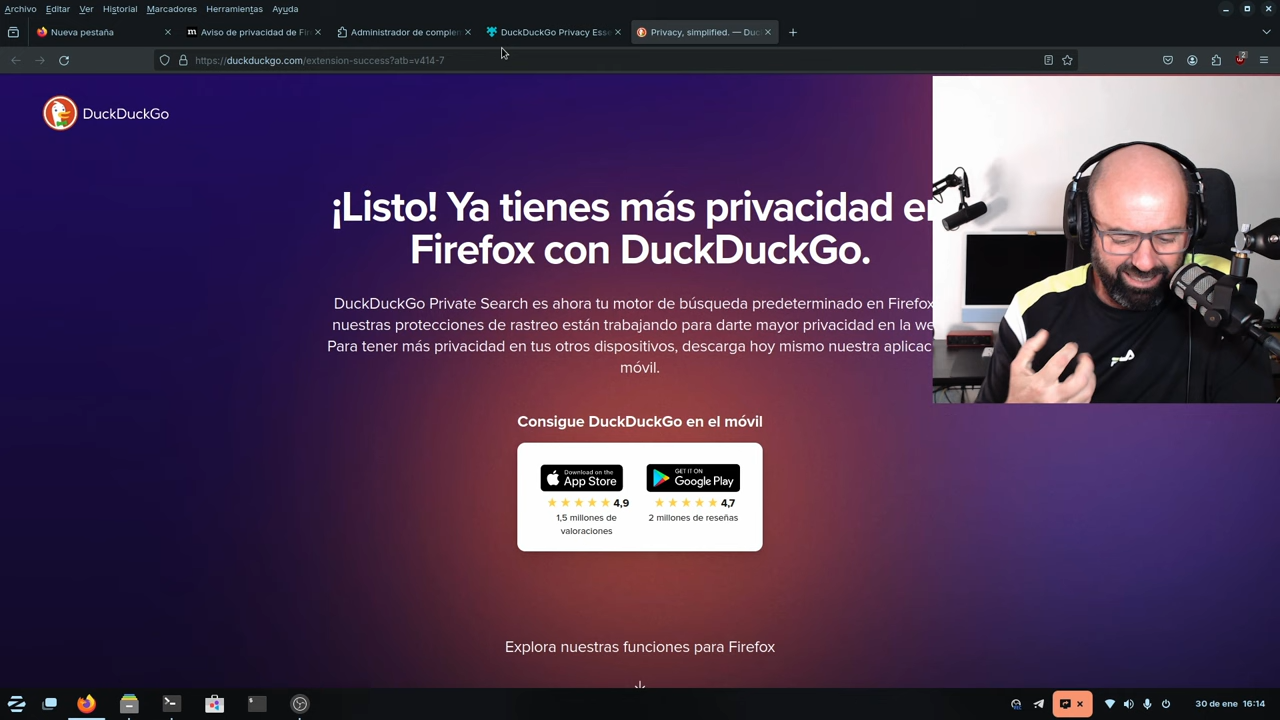 Archivo Editar Ver Historial Marcadores Herramientas Ayuda
Nueva pestaña
Aviso de privacidad de Fir
Administrador de complen
DuckDuckGo Privacy Esse
Privacy, simplified. — Duc
https://duckduckgo.com/extension-success?atb=v414-7
2
DuckDuckGo
¡Listo! Ya tienes más privacidad en
Firefox con DuckDuckGo.
DuckDuckGo Private Search es ahora tu motor de búsqueda predeterminado en Firefox
nuestras protecciones de rastreo están trabajando para darte mayor privacidad en la we
Para tener más privacidad en tus otros dispositivos, descarga hoy mismo nuestra aplicac
móvil.
Consigue DuckDuckGo en el móvil
Download on the
App Store
GET IT ON
Google Play
4,9
4,7
1,5 millones de
valoraciones
2 millones de reseñas
Explora nuestras funciones para Firefox
30 de ene 16:14